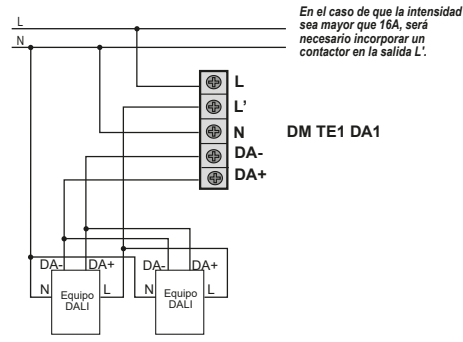 En el caso de que la intensidad
sea mayor que 16A, será
necesario incorporar un
contactor en la salida L'.
L
N
L
L’
N
DA-
DA+
DM TE1 DA1
DA- DA+
N Equipo L
DALI
DA- DA+
N Equipo L
DALI